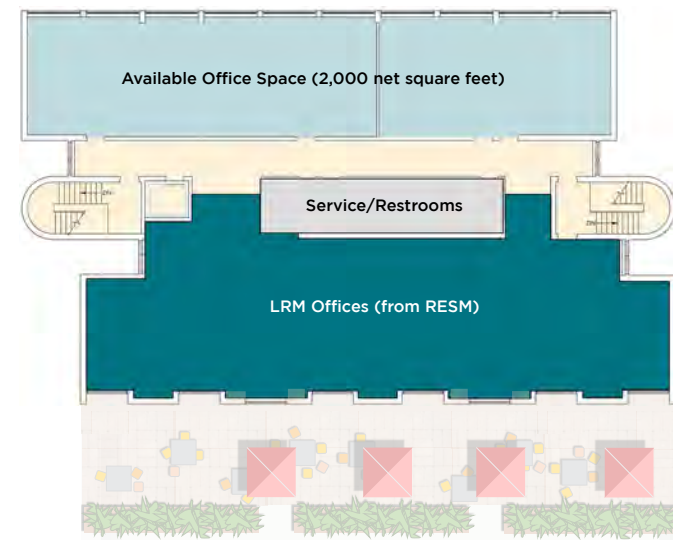 Available Office Space (2,000 net square feet)
Service/Restrooms
LRM Offices (from RESM)